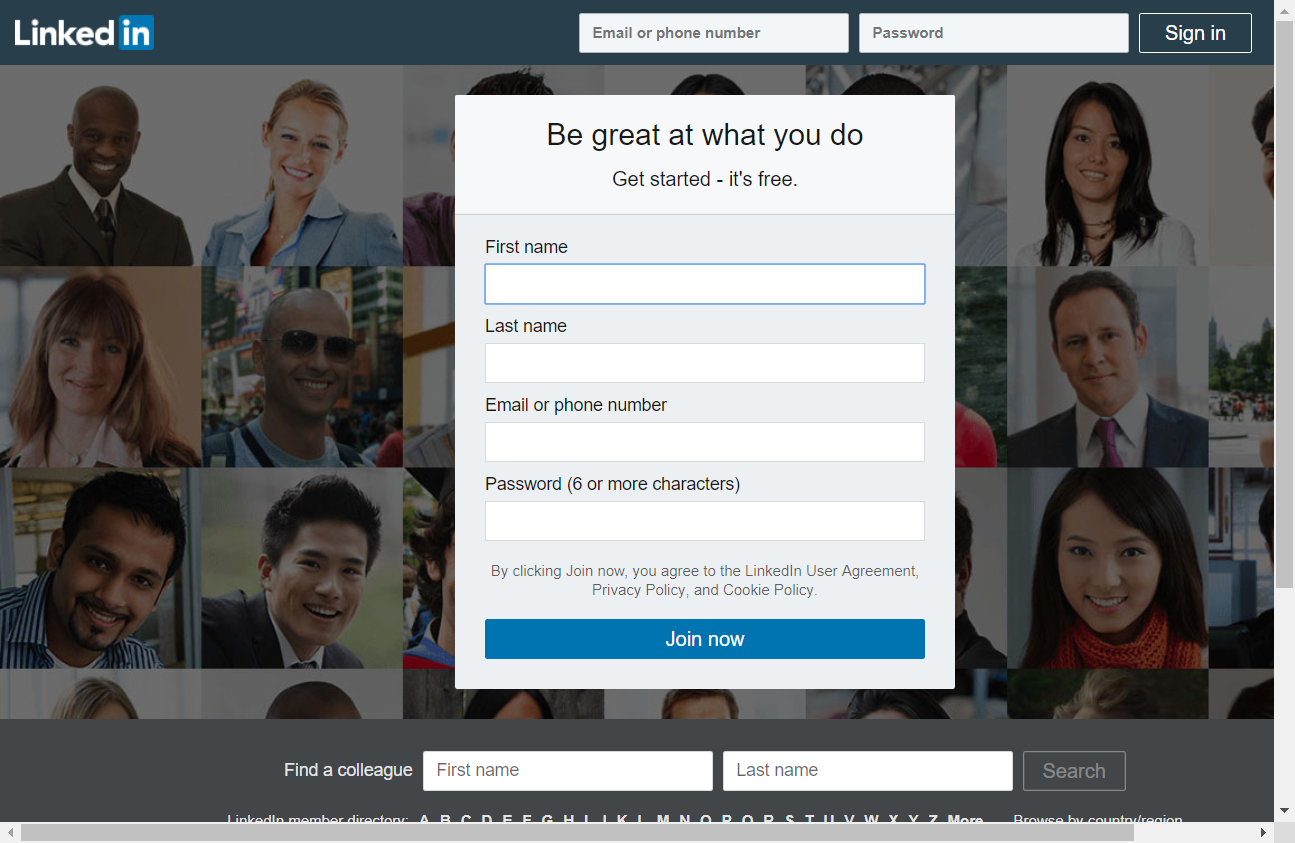 Linked in
Email or phone number
Password
Sign in
Be great at what you do
Get started - it's free.
First name
Last name
Email or phone number
Password (6 or more characters)
By clicking Join now, you agree to the LinkedIn User Agreement,
Privacy Policy, and Cookie Policy.
Join now
Find a colleague
First name
Last name
Search
LinkedIn member directory: A B C D E F G H I J K L M N O P Q R S T U V W X Y Z More Browse by country/region